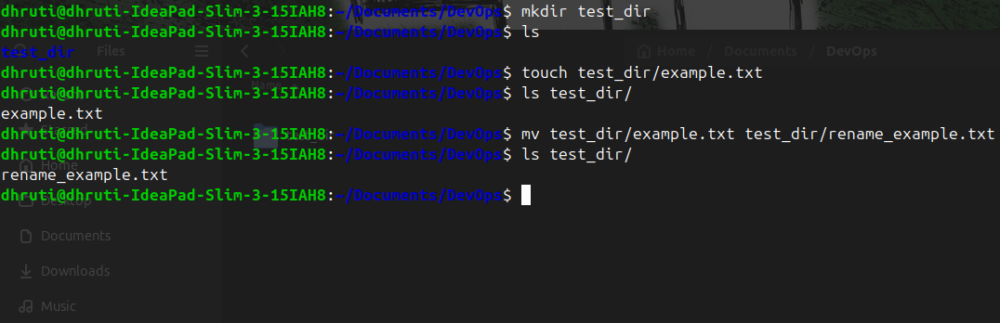 dhruti@dhruti-IdeaPad-Slim-3-15IAH8:~/Documents/DevOps$ mkdir test_dir
dhruti@dhruti-IdeaPad-Slim-3-15IAH8:~/Documents/DevOps$ ls
test_dir
Files
Home / Documents / DevOps
dhruti@dhruti-IdeaPad-Slim-3-15IAH8:~/Documents/DevOps$ touch test_dir/example.txt
Name
dhruti@dhruti-IdeaPad-Slim-3-15IAH8:~/Documents/DevOps$ ls test_dir/
example.txt
dhruti@dhruti-IdeaPad-Slim-3-15IAH8:~/Documents/DevOps$ mv test_dir/example.txt test_dir/rename_example.txt
dhruti@dhruti-IdeaPad-Slim-3-15IAH8:~/Documents/DevOps$ ls test_dir/
Home
rename_example.txt
dhruti@dhruti-IdeaPad-Slim-3-15IAH8:~/Documents/DevOps$
Desktop
Documents
Downloads
Music